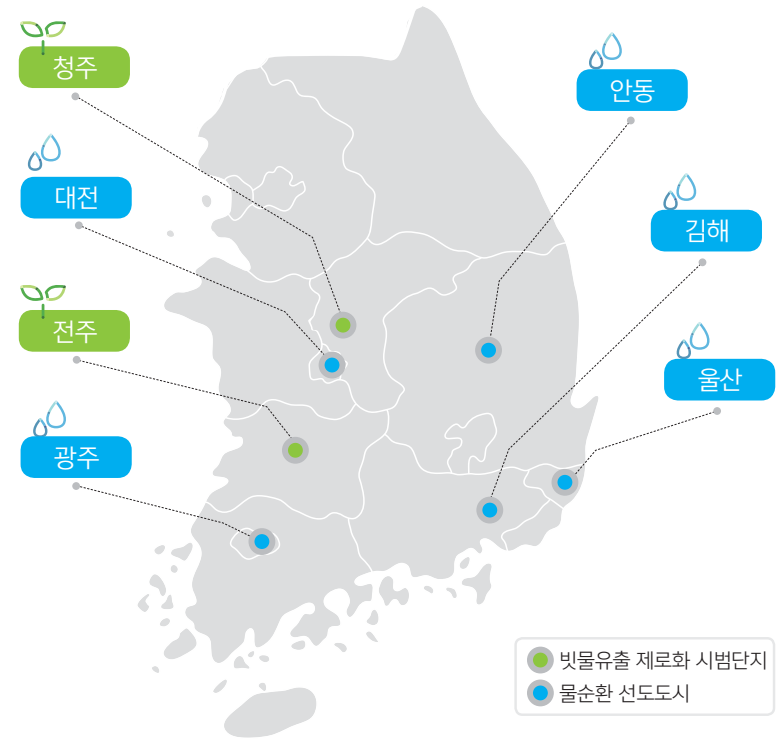 청주
안동
대전
김해
전주
울산
광주
빗물유출 제로화 시범단지
물순환 선도도시